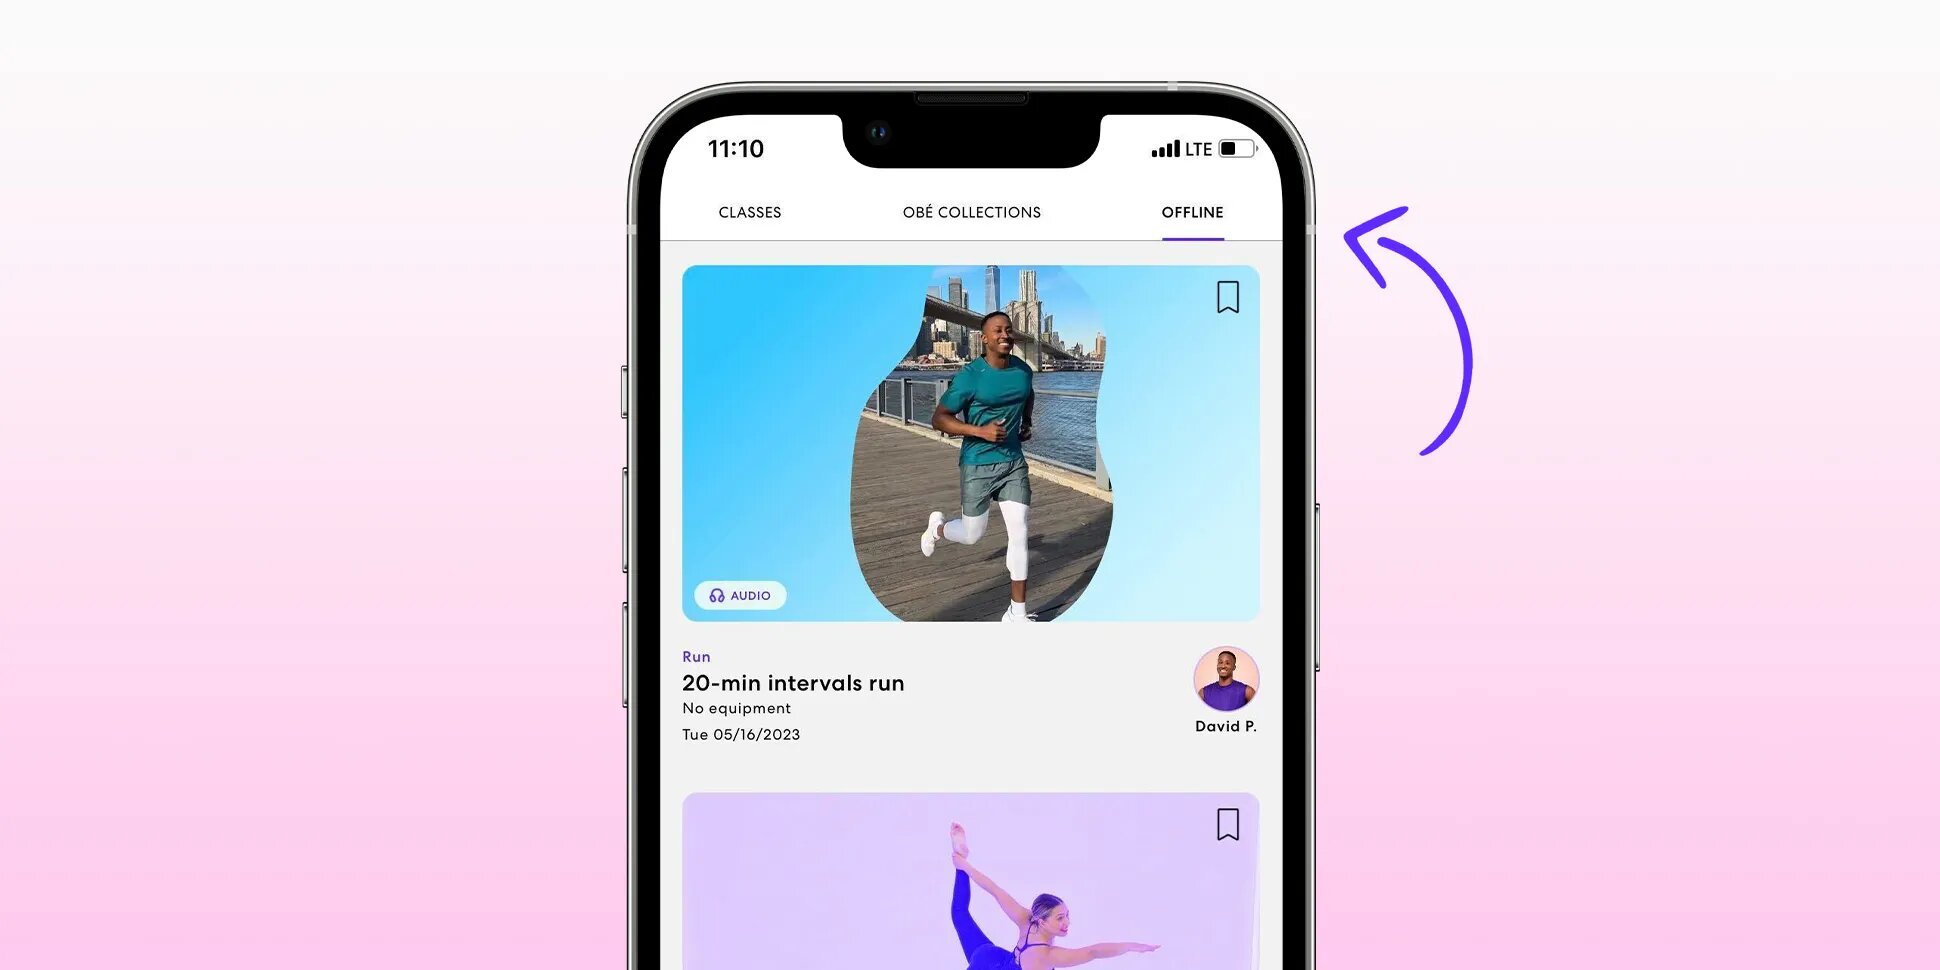 11:10
LTE
CLASSES
OBÉ COLLECTIONS
OFFLINE
AUDIO
Run
20-min intervals run
No equipment
Tue 05/16/2023
David P.